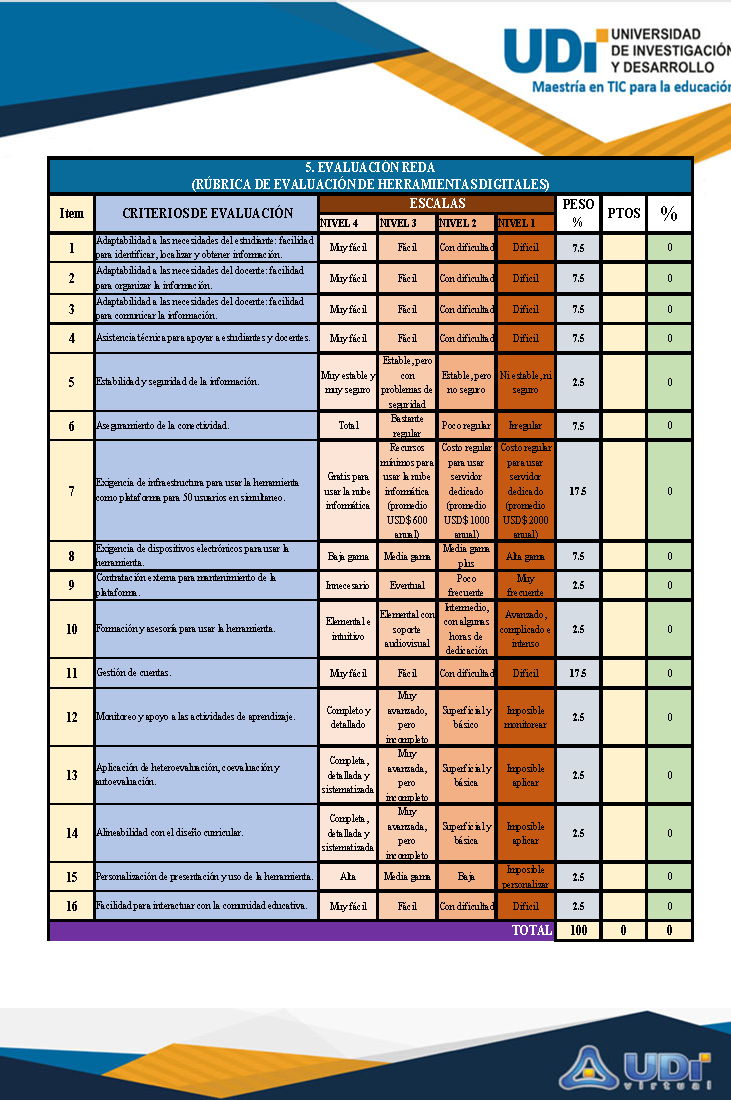 UDi UNIVERSIDAD
DE INVESTIGACIÓN
Y DESARROLLO
Maestría en TIC para la educación
5. EVALUACIÓN REDA
(RÚBRICA DE EVALUACIÓN DE HERRAMIENTAS DIGITALES)
Item CRITERIOS DE EVALUACIÓN ESCALAS PESO % PTOS %
NIVEL 4 NIVEL 3 NIVEL 2 NIVEL 1
1 Adaptabilidad a las necesidades del estudiante: facilidad para identificar, localizar y obtener información. Muy fácil Fácil Con dificultad Difícil 7.5 0
2 Adaptabilidad a las necesidades del docente: facilidad para organizar la información. Muy fácil Fácil Con dificultad Difícil 7.5 0
3 Adaptabilidad a las necesidades del docente: facilidad para comunicar la información. Muy fácil Fácil Con dificultad Difícil 7.5 0
4 Asistencia técnica para apoyar a estudiantes y docentes. Muy fácil Fácil Con dificultad Difícil 7.5 0
5 Estabilidad y seguridad de la información. Muy estable y muy seguro Estable, pero con problemas de seguridad Estable, pero no seguro Ni estable, ni seguro 2.5 0
6 Aseguramiento de la conectividad. Total Bastante regular Poco regular Irregular 7.5 0
7 Exigencia de infraestructura para usar la herramienta como plataforma para 50 usuarios en simultaneo. Gratis para usar la nube informática Recursos mínimos para usar la nube informática (promedio USD$ 600 anual) Costo regular para usar servidor dedicado (promedio USD$ 1000 anual) Costo regular para usar servidor dedicado (promedio USD$ 2000 anual) 17.5 0
8 Exigencia de dispositivos electrónicos para usar la herramienta. Baja gama Media gama Media gama plus Alta gama 7.5 0
9 Contratación externa para mantenimiento de la plataforma. Innecesario Eventual Poco frecuente Muy frecuente 2.5 0
10 Formación y asesoría para usar la herramienta. Elemental e intuitivo Elemental con soporte audiovisual Intermedio, con algunas horas de dedicación Avanzado, complicado e intenso 2.5 0
11 Gestión de cuentas. Muy fácil Fácil Con dificultad Difícil 17.5 0
12 Monitoreo y apoyo a las actividades de aprendizaje. Completo y detallado Muy avanzado, pero incompleto Superficial y básico Imposible monitorear 2.5 0
13 Aplicación de heteroevaluación, coevaluación y autoevaluación. Completa, detallada y sistematizada Muy avanzada, pero incompleto Superficial y básica Imposible aplicar 2.5 0
14 Alineabilidad con el diseño curricular. Completa, detallada y sistematizada Muy avanzada, pero incompleto Superficial y básica Imposible aplicar 2.5 0
15 Personalización de presentación y uso de la herramienta. Alta Media gama Baja Imposible personalizar 2.5 0
16 Facilidad para interactuar con la comunidad educativa. Muy fácil Fácil Con dificultad Difícil 2.5 0
TOTAL 100 0 0
UDi
virtual